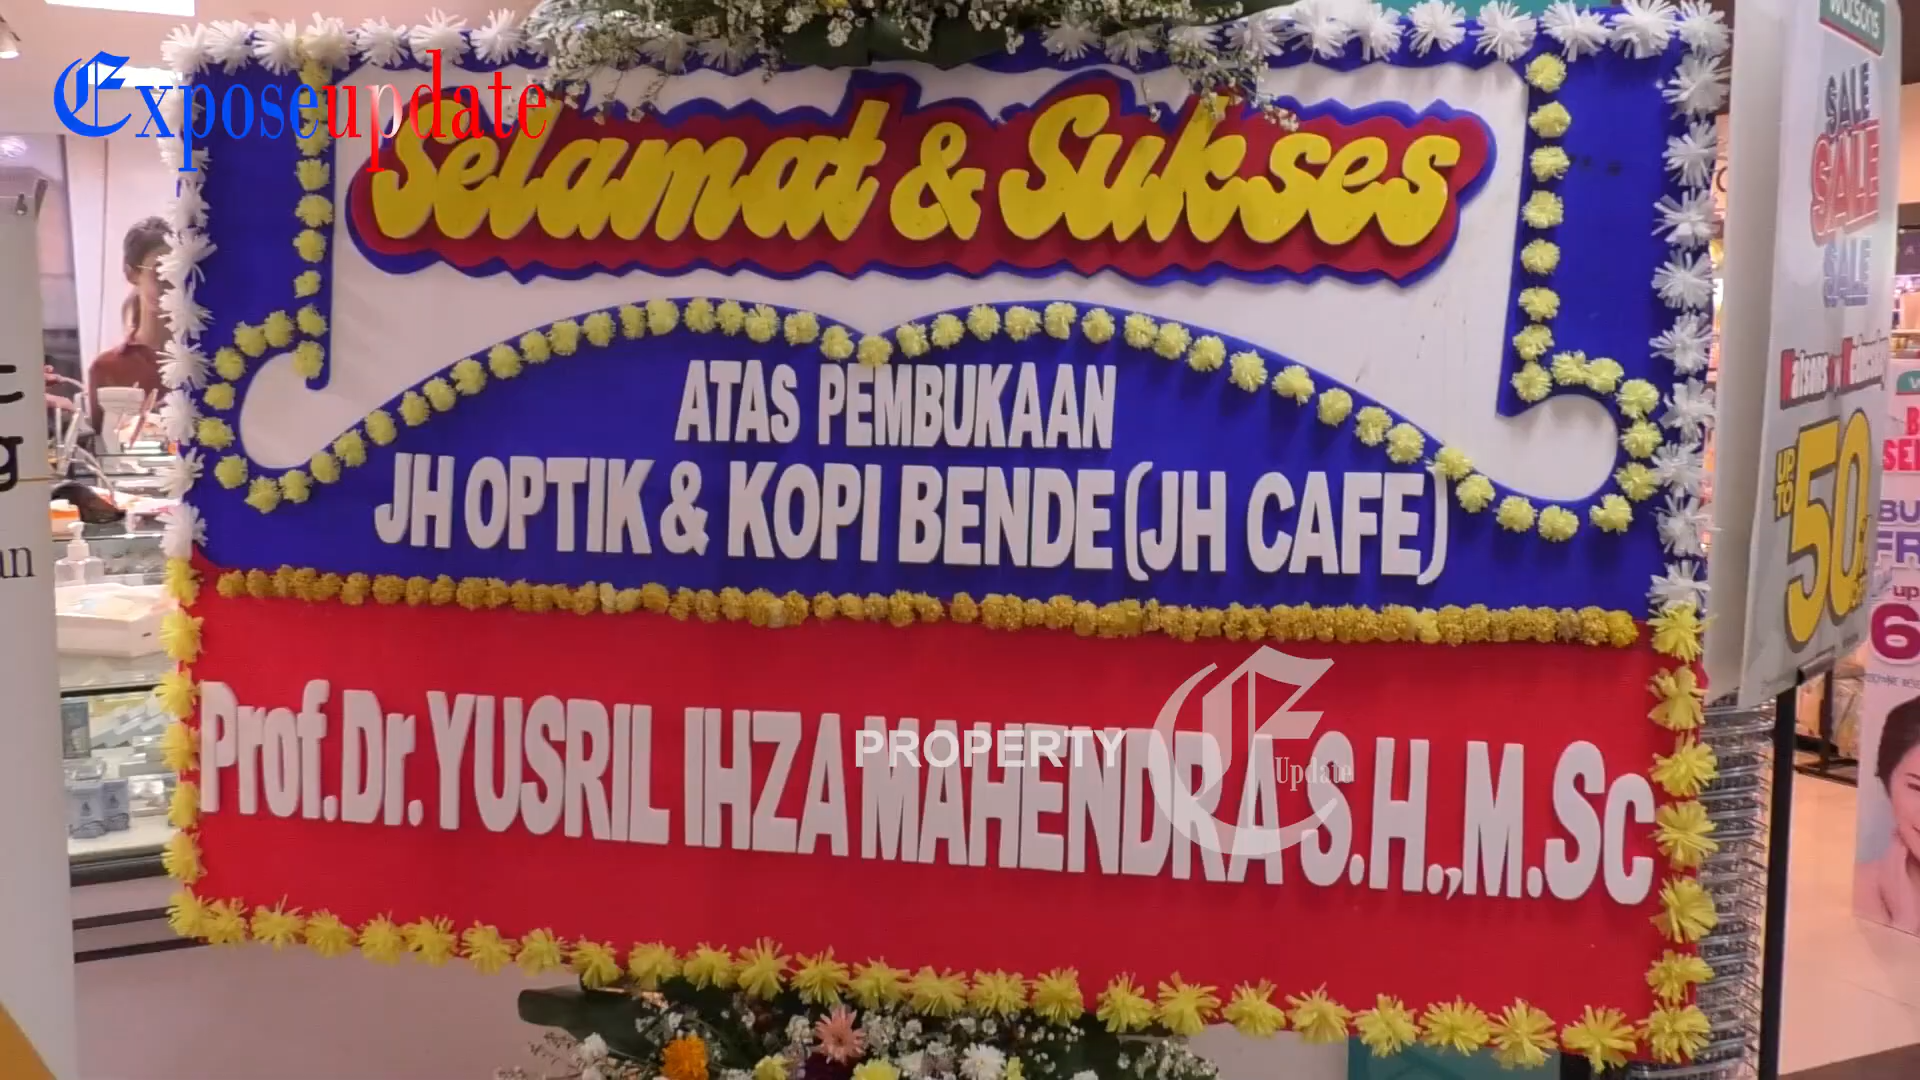 Exposeupdate
Selamat & Sukses
ATAS PEMBUKAAN
JH OPTIK & KOPI BENDE (JH CAFE)
Prof.Dr.YUSRIL IHZA MAHENDRA S.H.,M.Sc
PROPERTY
Update
watsons
SALE
SALE
SALE
UP TO 50